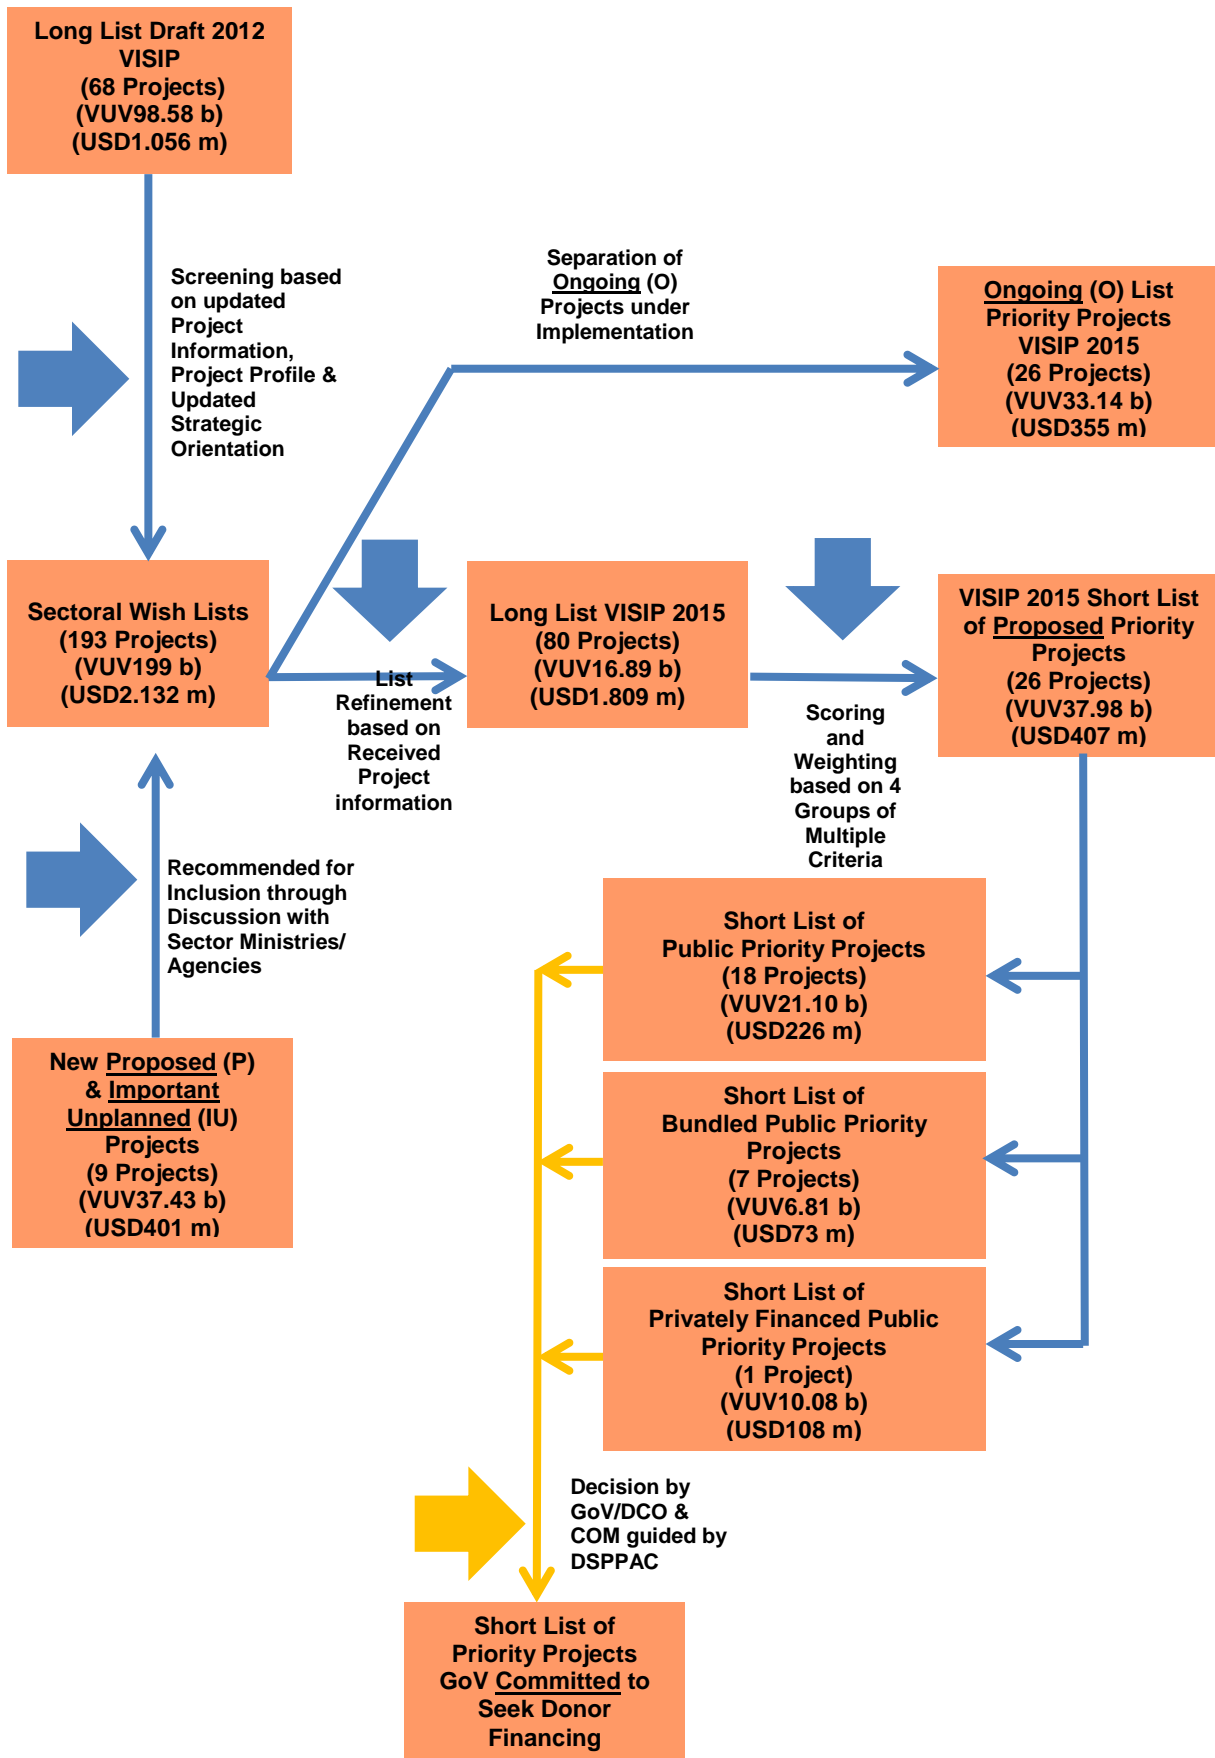 Long List Draft 2012
VISIP
(68 Projects)
(VUV98.58 b)
(USD1.056 m)
Screening based
on updated
Project
Information,
Project Profile &
Updated
Strategic
Orientation
Separation of
Ongoing (O)
Projects under
Implementation
Ongoing (O) List
Priority Projects
VISIP 2015
(26 Projects)
(VUV33.14 b)
(USD355 m)
Sectoral Wish Lists
(193 Projects)
(VUV199 b)
(USD2.132 m)
List
Refinement
based on
Received
Project
information
Long List VISIP 2015
(80 Projects)
(VUV16.89 b)
(USD1.809 m)
Scoring
and
Weighting
based on 4
Groups of
Multiple
Criteria
VISIP 2015 Short List
of Proposed Priority
Projects
(26 Projects)
(VUV37.98 b)
(USD407 m)
Recommended for
Inclusion through
Discussion with
Sector Ministries/
Agencies
New Proposed (P)
& Important
Unplanned (IU)
Projects
(9 Projects)
(VUV37.43 b)
(USD401 m)
Short List of
Public Priority Projects
(18 Projects)
(VUV21.10 b)
(USD226 m)
Short List of
Bundled Public Priority
Projects
(7 Projects)
(VUV6.81 b)
(USD73 m)
Short List of
Privately Financed Public
Priority Projects
(1 Project)
(VUV10.08 b)
(USD108 m)
Decision by
GoV/DCO &
COM guided by
DSPPAC
Short List of
Priority Projects
GoV Committed to
Seek Donor
Financing